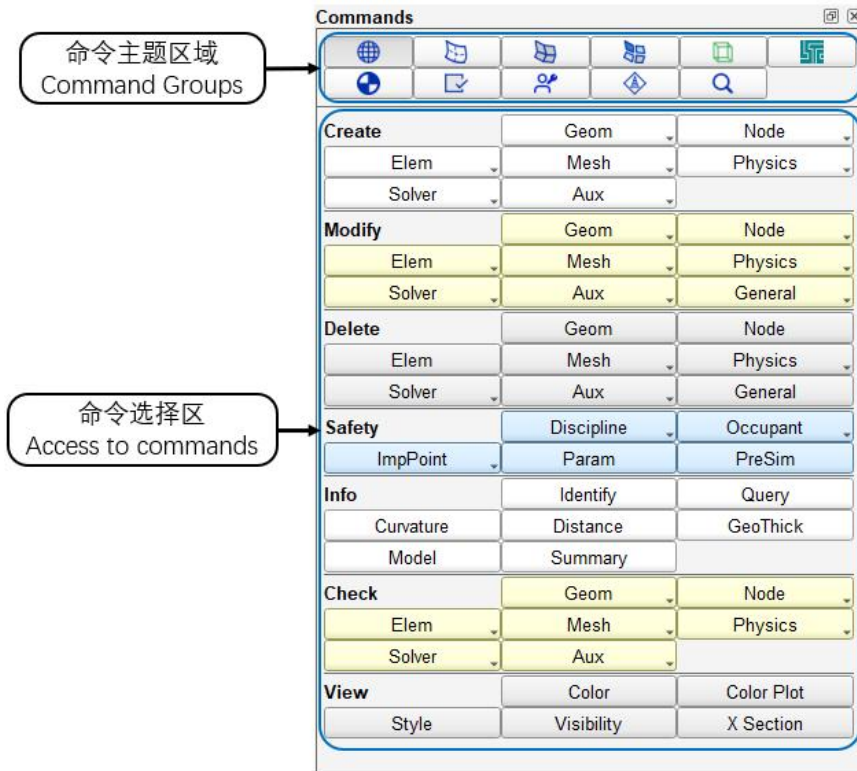 Commands
命令主题区域
Command Groups
Create Geom Node
Elem Mesh Physics
Solver Aux
Modify Geom Node
Elem Mesh Physics
Solver Aux General
Delete Geom Node
Elem Mesh Physics
Solver Aux General
命令选择区
Access to commands
Safety Discipline Occupant
ImpPoint Param PreSim
Info Identify Query
Curvature Distance GeoThick
Model Summary
Check Geom Node
Elem Mesh Physics
Solver Aux
View Color Color Plot
Style Visibility X Section